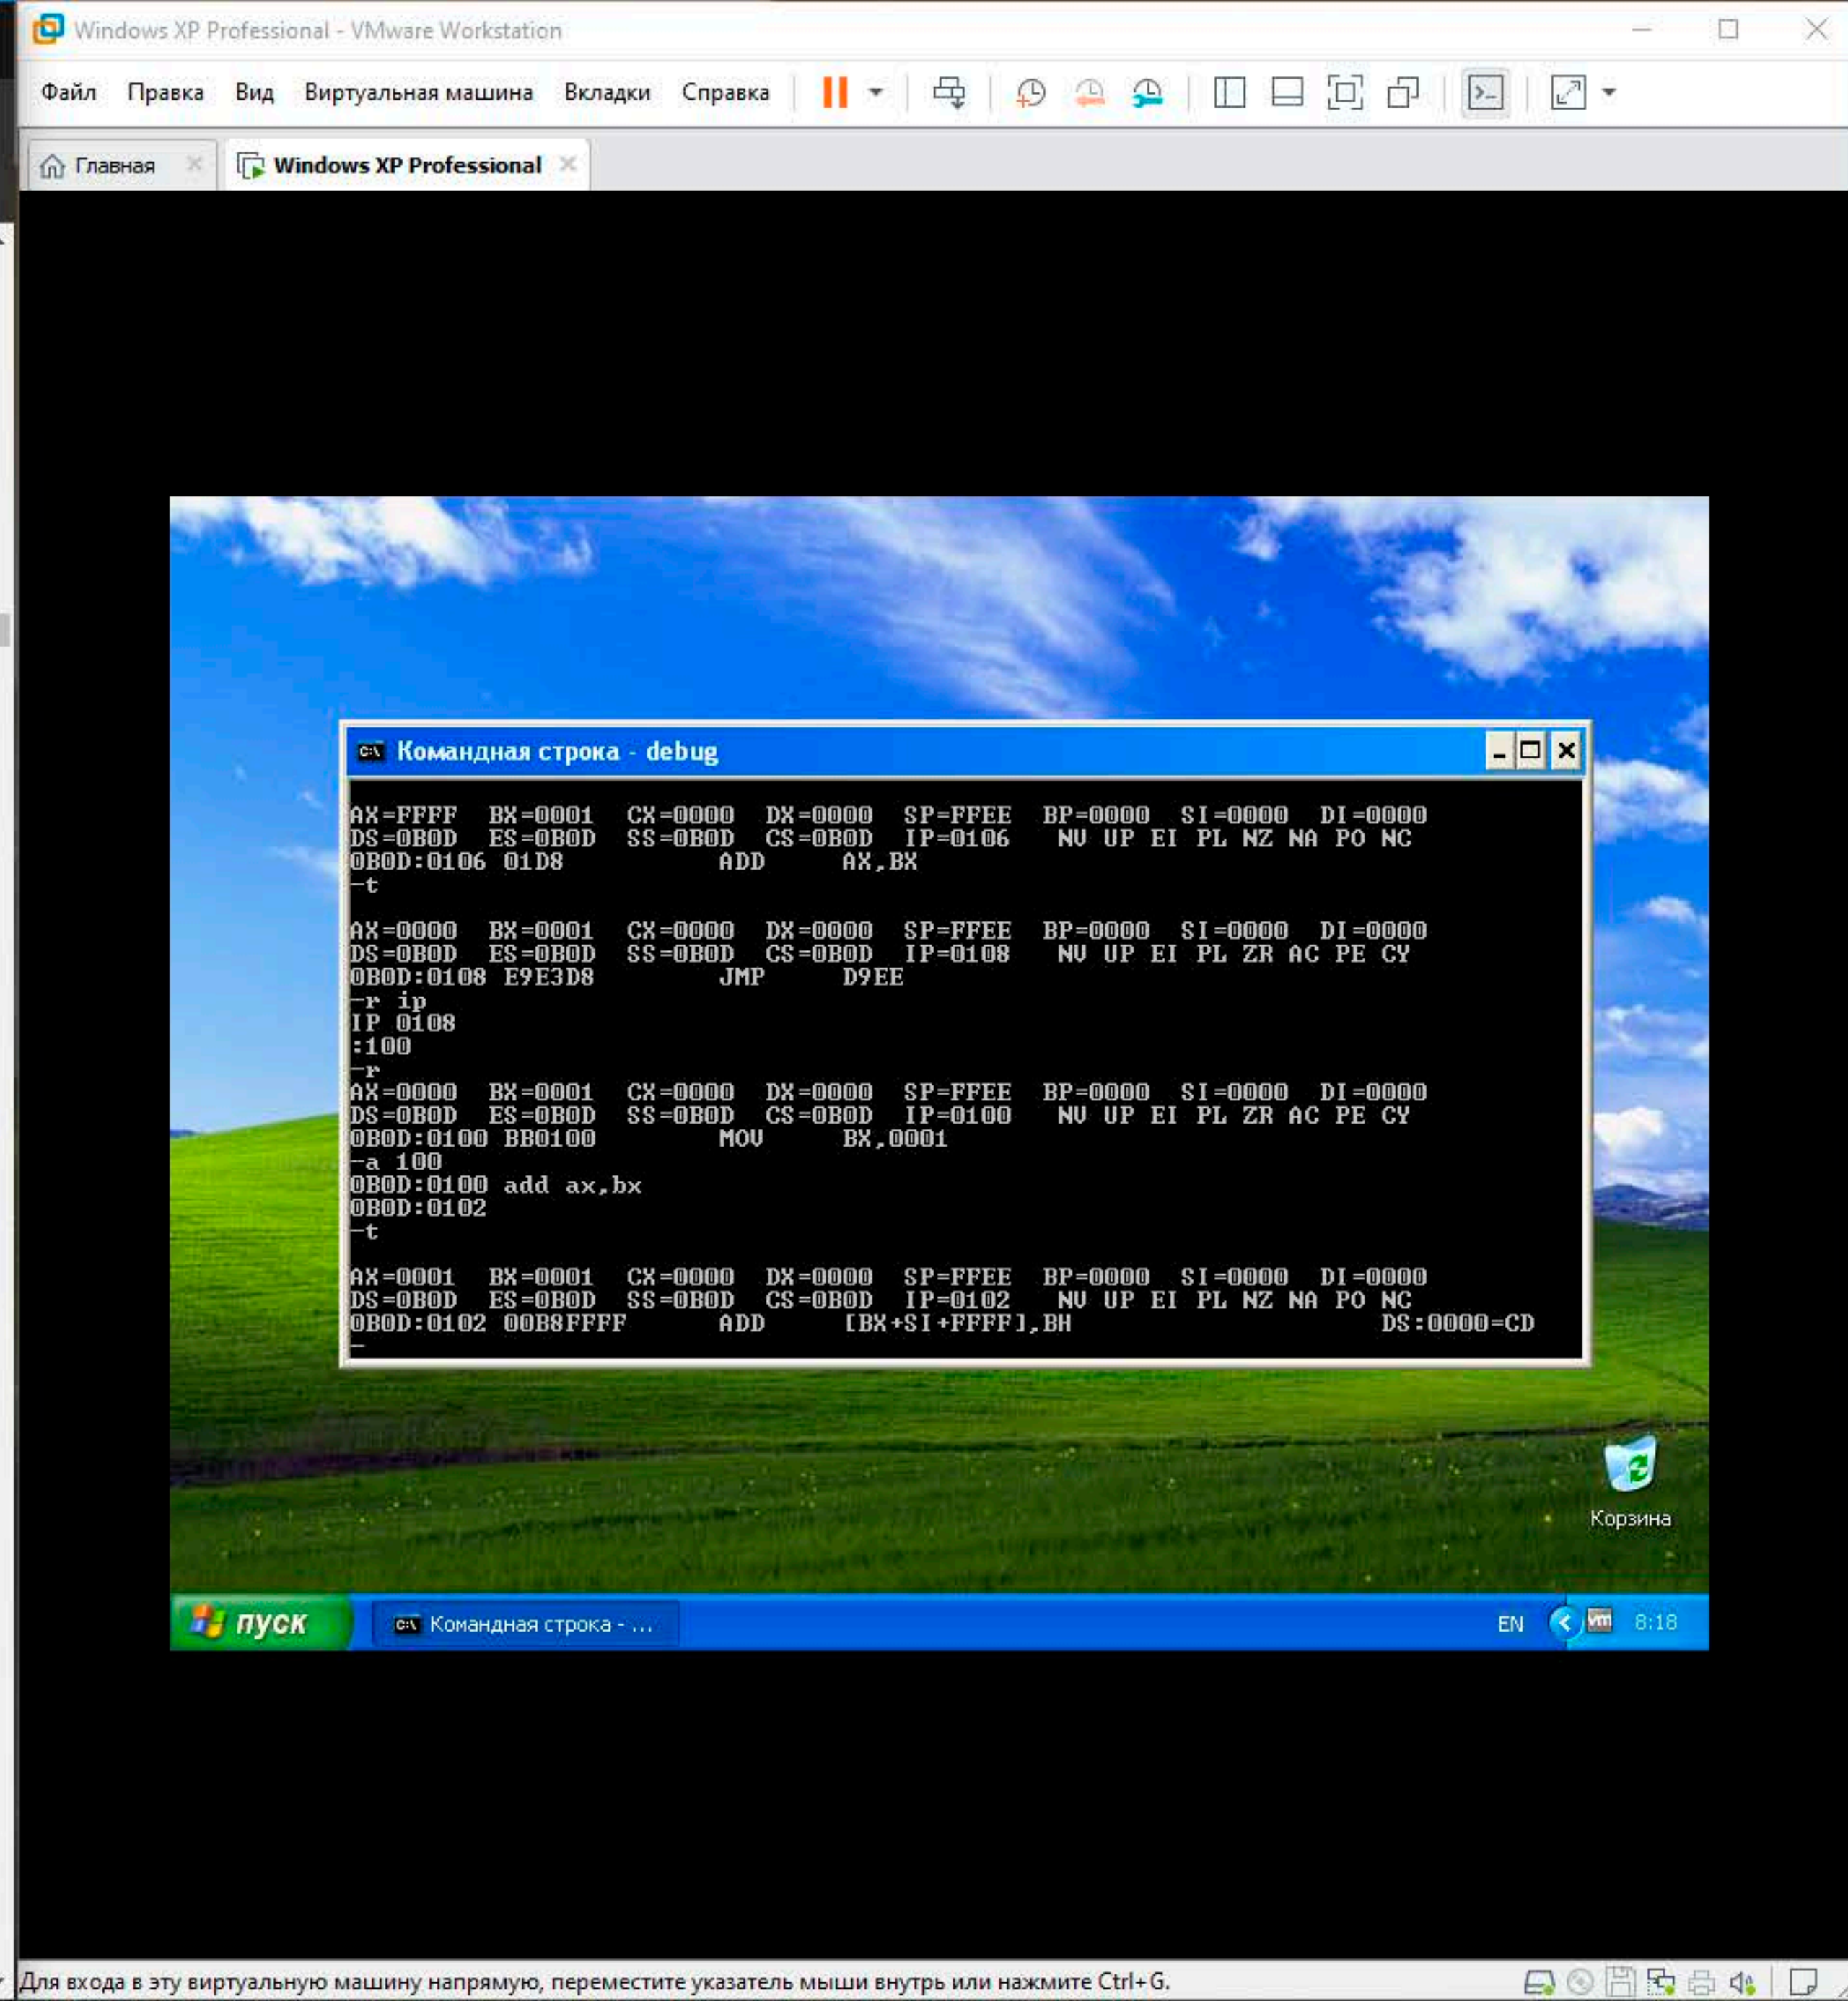 Windows XP Professional - VMware Workstation
Файл Правка Вид Виртуальная машина Вкладки Справка
Главная Windows XP Professional
Командная строка - debug
AX=FFFF BX=0001 CX=0000 DX=0000 SP=FFEE BP=0000 SI=0000 DI=0000
DS=0B0D ES=0B0D SS=0B0D CS=0B0D IP=0106 NV UP EI PL NZ NA PO NC
0B0D:0106 01D8 ADD AX,BX
-t
AX=0000 BX=0001 CX=0000 DX=0000 SP=FFEE BP=0000 SI=0000 DI=0000
DS=0B0D ES=0B0D SS=0B0D CS=0B0D IP=0108 NV UP EI PL ZR AC PE CY
0B0D:0108 E9E3D8 JMP D9EE
-r ip
IP 0108
:100
-r
AX=0000 BX=0001 CX=0000 DX=0000 SP=FFEE BP=0000 SI=0000 DI=0000
DS=0B0D ES=0B0D SS=0B0D CS=0B0D IP=0100 NV UP EI PL ZR AC PE CY
0B0D:0100 BB0100 MOV BX,0001
-a 100
0B0D:0100 add ax,bx
0B0D:0102
-t
AX=0001 BX=0001 CX=0000 DX=0000 SP=FFEE BP=0000 SI=0000 DI=0000
DS=0B0D ES=0B0D SS=0B0D CS=0B0D IP=0102 NV UP EI PL NZ NA PO NC
0B0D:0102 00B8FFFF ADD [BX+SI+FFFF],BH DS:0000=CD
-
Корзина
пуск Командная строка - ... EN vm 8:18
Для входа в эту виртуальную машину напрямую, переместите указатель мыши внутрь или нажмите Ctrl+G.